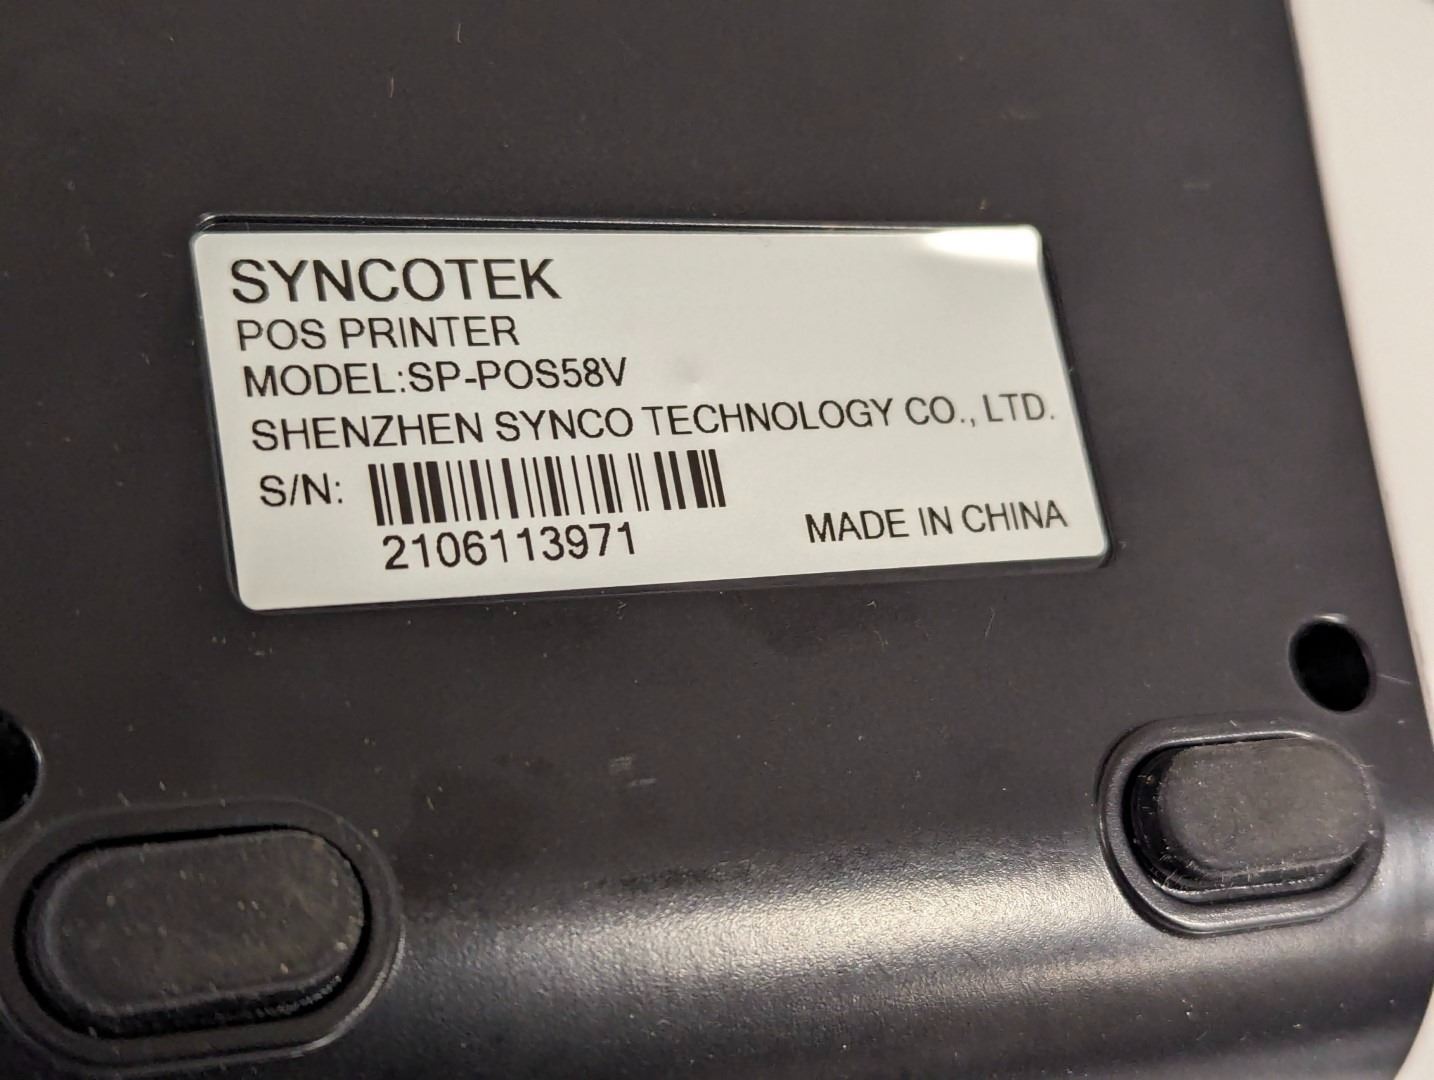 SYNCOTEK
POS PRINTER
MODEL:SP-POS58V
SHENZHEN SYNCO TECHNOLOGY CO., LTD.
S/N:
2106113971
MADE IN CHINA